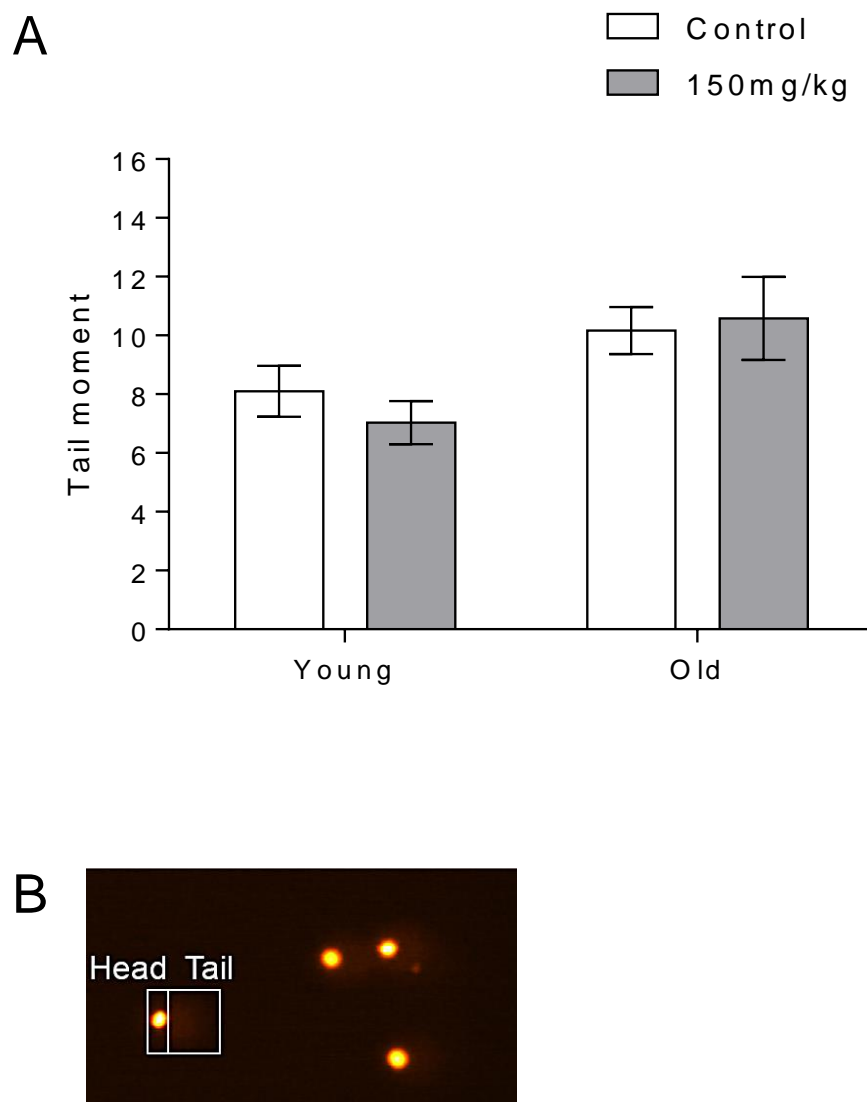 A
Control
150mg/kg
16
14
12
10
8
6
4
2
0
Tail moment
Young Old
B
Head Tail